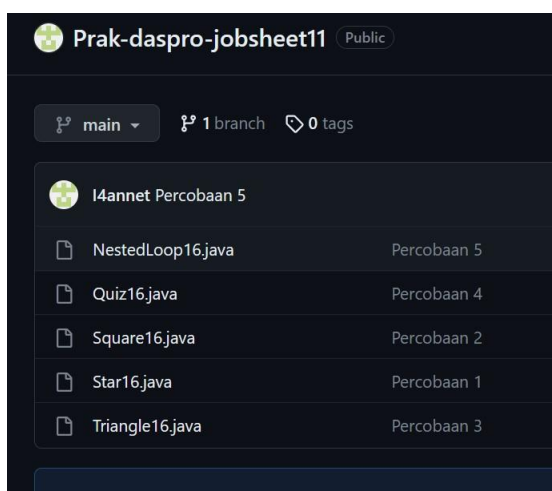 Prak-daspro-jobsheet11 Public
main 1 branch 0 tags
l4annet Percobaan 5
NestedLoop16.java Percobaan 5
Quiz16.java Percobaan 4
Square16.java Percobaan 2
Star16.java Percobaan 1
Triangle16.java Percobaan 3